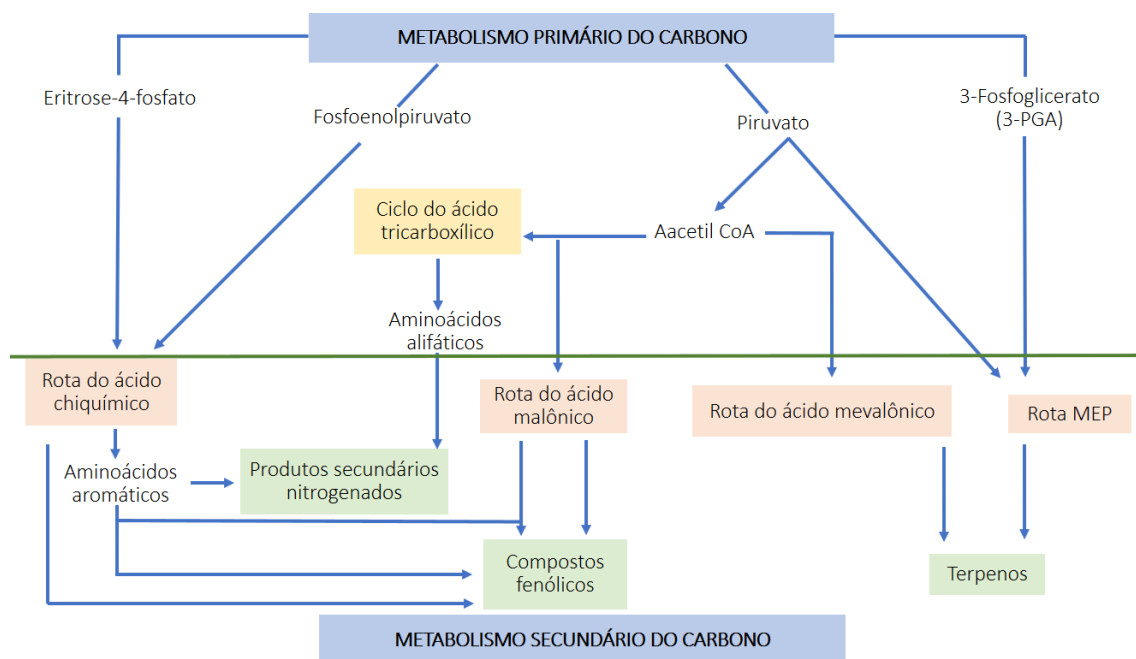 METABOLISMO PRIMÁRIO DO CARBONO
Eritrose-4-fosfato
Fosfoenolpiruvato
Piruvato
3-Fosfoglicerato
(3-PGA)
Ciclo do ácido
tricarboxílico
Aacetil CoA
Aminoácidos
alifáticos
Rota do ácido
chiquímico
Rota do ácido
malônico
Rota do ácido mevalônico
Rota MEP
Aminoácidos
aromáticos
Produtos secundários
nitrogenados
Compostos
fenólicos
Terpenos
METABOLISMO SECUNDÁRIO DO CARBONO